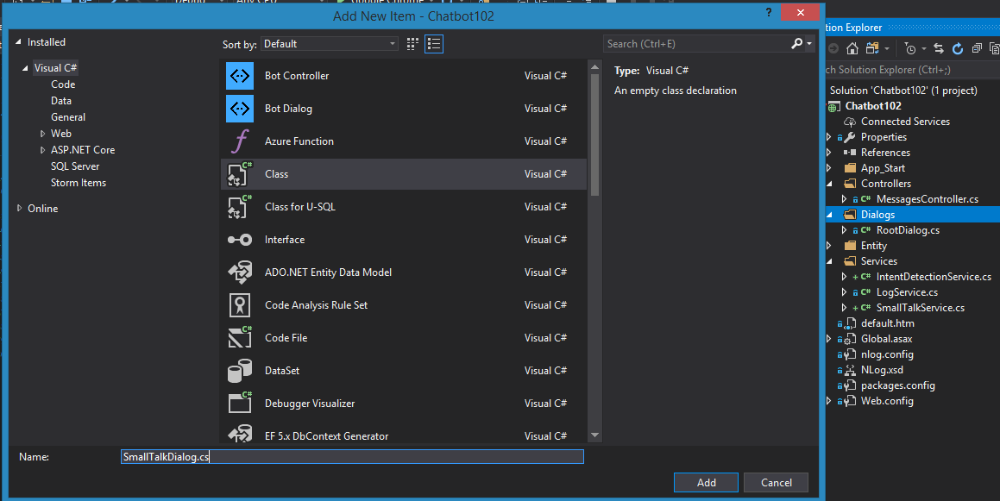 Add New Item - Chatbot102
?
Installed
Sort by: Default
Search (Ctrl+E)
Visual C#
Code
Data
General
Web
ASP.NET Core
SQL Server
Storm Items
Online
Bot Controller Visual C#
Bot Dialog Visual C#
Azure Function Visual C#
Class Visual C#
Class for U-SQL Visual C#
Interface Visual C#
ADO.NET Entity Data Model Visual C#
Code Analysis Rule Set Visual C#
Code File Visual C#
DataSet Visual C#
Debugger Visualizer Visual C#
EF 5.x DbContext Generator Visual C#
Type: Visual C#
An empty class declaration
Name: SmallTalkDialog.cs
Add Cancel
tion Explorer
ch Solution Explorer (Ctrl+;)
Solution 'Chatbot102' (1 project)
Chatbot102
Connected Services
Properties
References
App_Start
Controllers
C# MessagesController.cs
Dialogs
C# RootDialog.cs
Entity
Services
+ C# IntentDetectionService.cs
C# LogService.cs
+ C# SmallTalkService.cs
default.htm
Global.asax
nlog.config
NLog.xsd
packages.config
Web.config